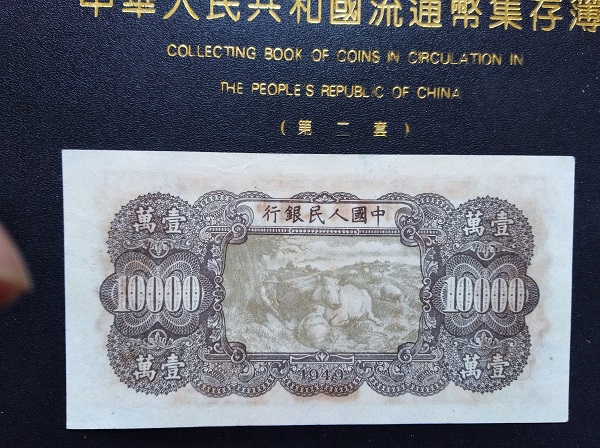 中華人民共和國流通幣集存簿
COLLECTING BOOK OF COINS IN CIRCULATION IN
THE PEOPLE'S REPUBLIC OF CHINA
(第二套)
行銀民人國中
萬壹
萬壹
10000
10000
萬壹
萬壹
1949